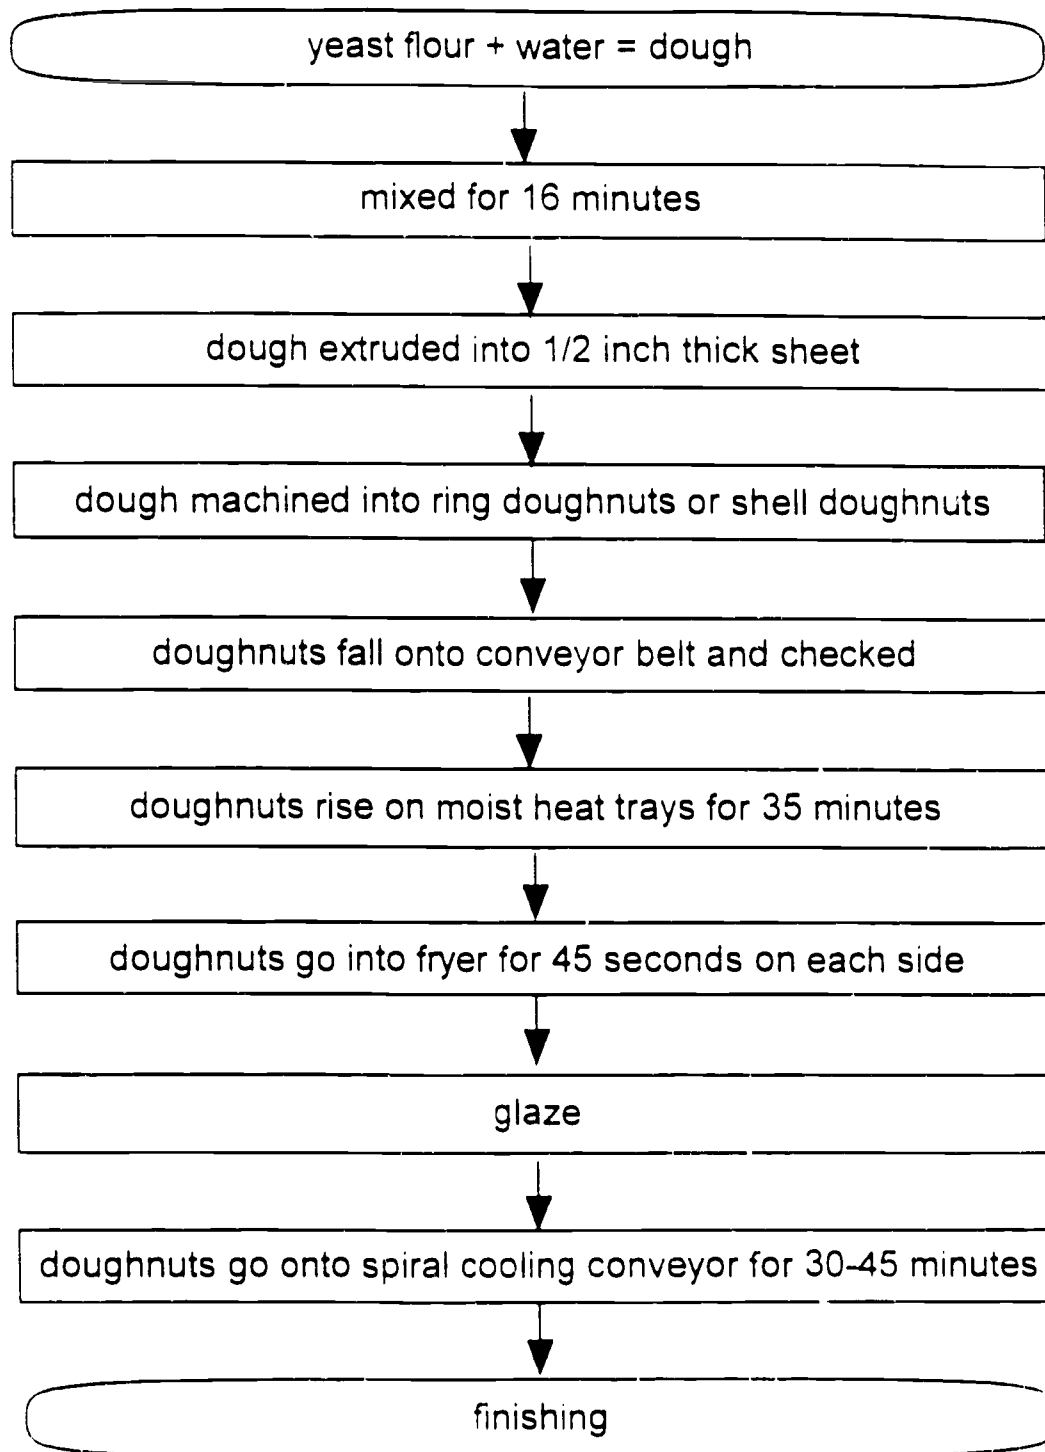 yeast flour + water = dough
mixed for 16 minutes
dough extruded into 1/2 inch thick sheet
dough machined into ring doughnuts or shell doughnuts
doughnuts fall onto conveyor belt and checked
doughnuts rise on moist heat trays for 35 minutes
doughnuts go into fryer for 45 seconds on each side
glaze
doughnuts go onto spiral cooling conveyor for 30-45 minutes
finishing